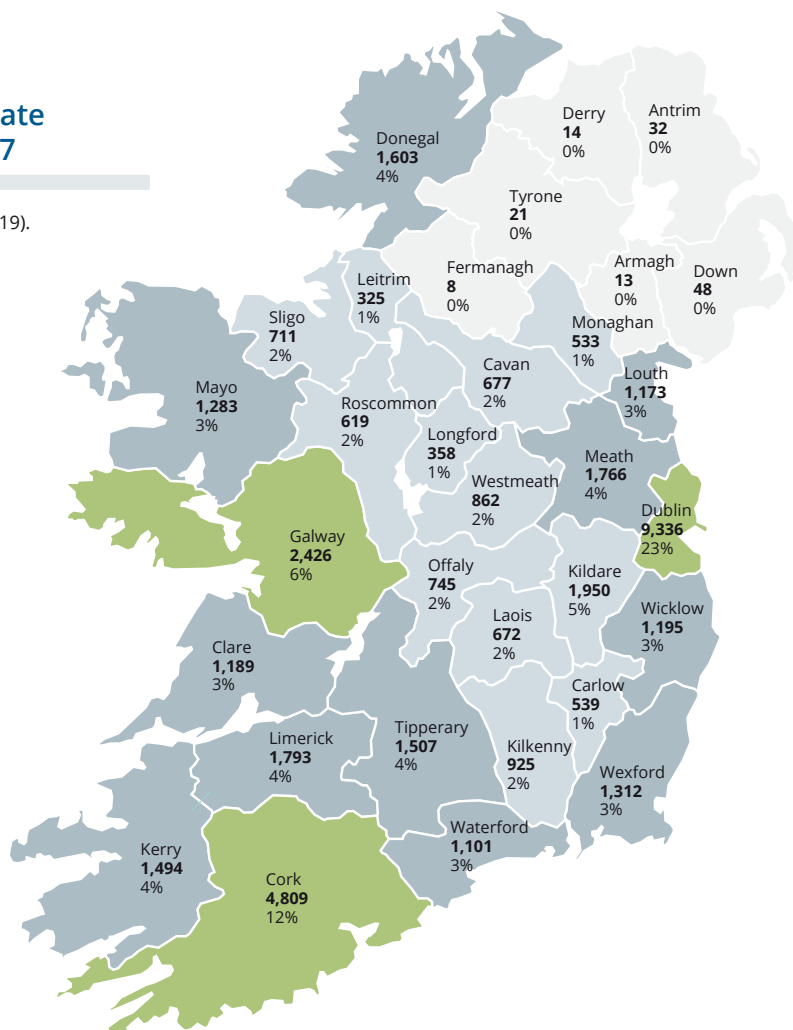 ate
7
19).
Donegal
1,603
4%
Derry
14
0%
Antrim
32
0%
Tyrone
21
0%
Fermanagh
8
0%
Armagh
13
0%
Down
48
0%
Leitrim
325
1%
Sligo
711
2%
Monaghan
533
1%
Cavan
677
2%
Louth
1,173
3%
Mayo
1,283
3%
Roscommon
619
2%
Longford
358
1%
Meath
1,766
4%
Westmeath
862
2%
Dublin
9,336
23%
Galway
2,426
6%
Offaly
745
2%
Kildare
1,950
5%
Laois
672
2%
Wicklow
1,195
3%
Clare
1,189
3%
Carlow
539
1%
Limerick
1,793
4%
Tipperary
1,507
4%
Kilkenny
925
2%
Wexford
1,312
3%
Waterford
1,101
3%
Kerry
1,494
4%
Cork
4,809
12%